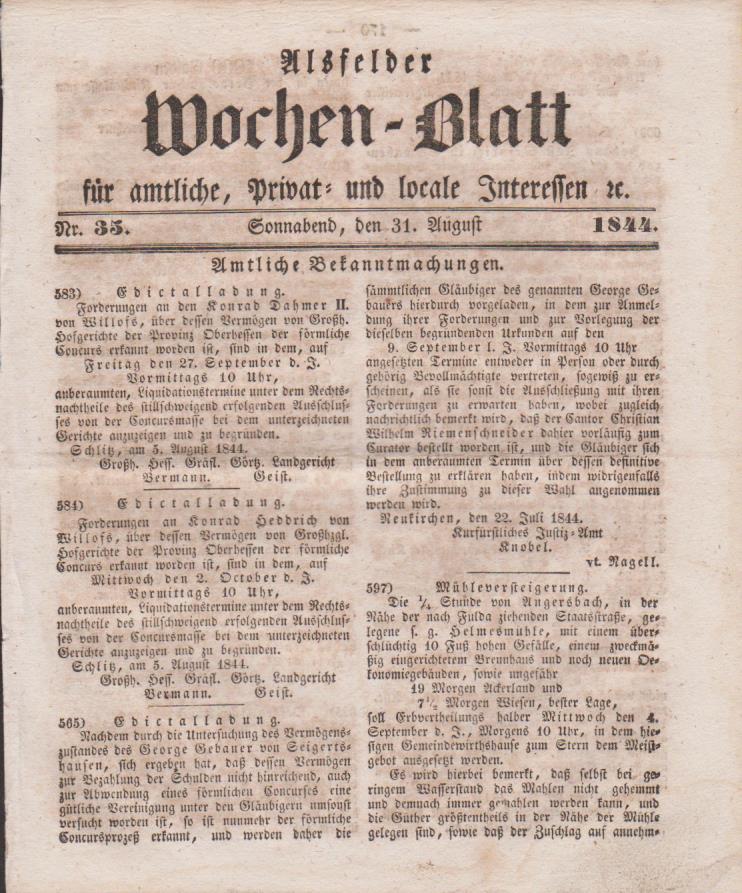 Alsfelder
Wochen-Blatt
für amtliche, Privat- und locale Interessen ꝛc.
Nr. 35. Sonnabend, den 31. August 1844.
Amtliche Bekanntmachungen.
583) Edictalladung.
Forderungen an den Konrad Dahmer II.
von Willofs, über dessen Vermögen von Großh.
Hofgerichte der Provinz Oberhessen der förmliche
Concurs erkannt worden ist, sind in dem, auf
Freitag den 27. September d. J.
Vormittags 10 Uhr,
anberaumten, Liquidationstermine unter dem Rechts-
nachtheile des stillschweigend erfolgenden Ausschlus-
ses von der Concursmasse bei dem unterzeichneten
Gerichte anzuzeigen und zu begründen.
Schlitz, am 5. August 1844.
Großh. Hess. Gräfl. Görtz. Landgericht
Vermann. Geist.
584) Edictalladung.
Forderungen an Konrad Heddrich von
Willofs, über dessen Vermögen von Großhzgl.
Hofgerichte der Provinz Oberhessen der förmliche
Concurs erkannt worden ist, sind in dem, auf
Mittwoch den 2. October d. J.
Vormittags 10 Uhr,
anberaumten, Liquidationstermine unter dem Rechts-
nachtheile des stillschweigend erfolgenden Ausschlus-
ses von der Concursmasse bei dem unterzeichneten
Gerichte anzuzeigen und zu begründen.
Schlitz, am 5. August 1844.
Großh. Hess. Gräfl. Görtz. Landgericht
Vermann. Geist.
565) Edictalladung.
Nachdem durch die Untersuchung des Vermögens-
zustandes des George Gebauer von Seigerts-
hausen, sich ergeben hat, daß dessen Vermögen
zur Bezahlung der Schulden nicht hinreichend, auch
zur Abwendung eines förmlichen Concurses eine
gütliche Vereinigung unter den Gläubigern umsonst
versucht worden ist, so ist nunmehr der förmliche
Concursprozeß erkannt, und werden daher die
sämmtlichen Gläubiger des genannten George Ge-
bauers hierdurch vorgeladen, in dem zur Anmel-
dung ihrer Forderungen und zur Vorlegung der
dieselben begründenden Urkunden auf den
9. September l. J. Vormittags 10 Uhr
angesetzten Termine entweder in Person oder durch
gehörig Bevollmächtigte vertreten, sogewiß zu er-
scheinen, als sie sonst die Ausschließung mit ihren
Forderungen zu erwarten haben, wobei zugleich
nachrichtlich bemerkt wird, daß der Cantor Christian
Wilhelm Riemenschneider dahier vorläufig zum
Curator bestellt worden ist, und die Gläubiger sich
in dem anberaumten Termin über dessen definitive
Bestellung zu erklären haben, indem widrigenfalls
ihre Zustimmung zu dieser Wahl angenommen
werden wird.
Neukirchen, den 22. Juli 1844.
Kurfürstliches Justiz-Amt
Knobel.
vt. Nagell.
597) Mühleversteigerung.
Die ¼ Stunde von Angersbach, in der
Nähe der nach Fulda ziehenden Staatsstraße, ge-
legene s. g. Helmesmühle, mit einem über-
schlüchtig 10 Fuß hohen Gefälle, einem zweckmä-
ßig eingerichtetem Brennhaus und noch neuen Oe-
konomiegebänden, sowie ungefähr
19 Morgen Ackerland und
7½ Morgen Wiesen, bester Lage,
soll Erbvertheilungs halber Mittwoch den 4.
September d. J., Morgens 10 Uhr, in dem hie-
sigen Gemeindewirthshause zum Stern dem Meist-
gebot ausgesetzt werden.
Es wird hierbei bemerkt, daß selbst bei ge-
ringem Wasserstand das Mahlen nicht gehemmt
und demnach immer gemahlen werden kann, und
die Güther größtentheils in der Nähe der Mühle
gelegen sind, sowie daß der Zuschlag auf annehm-